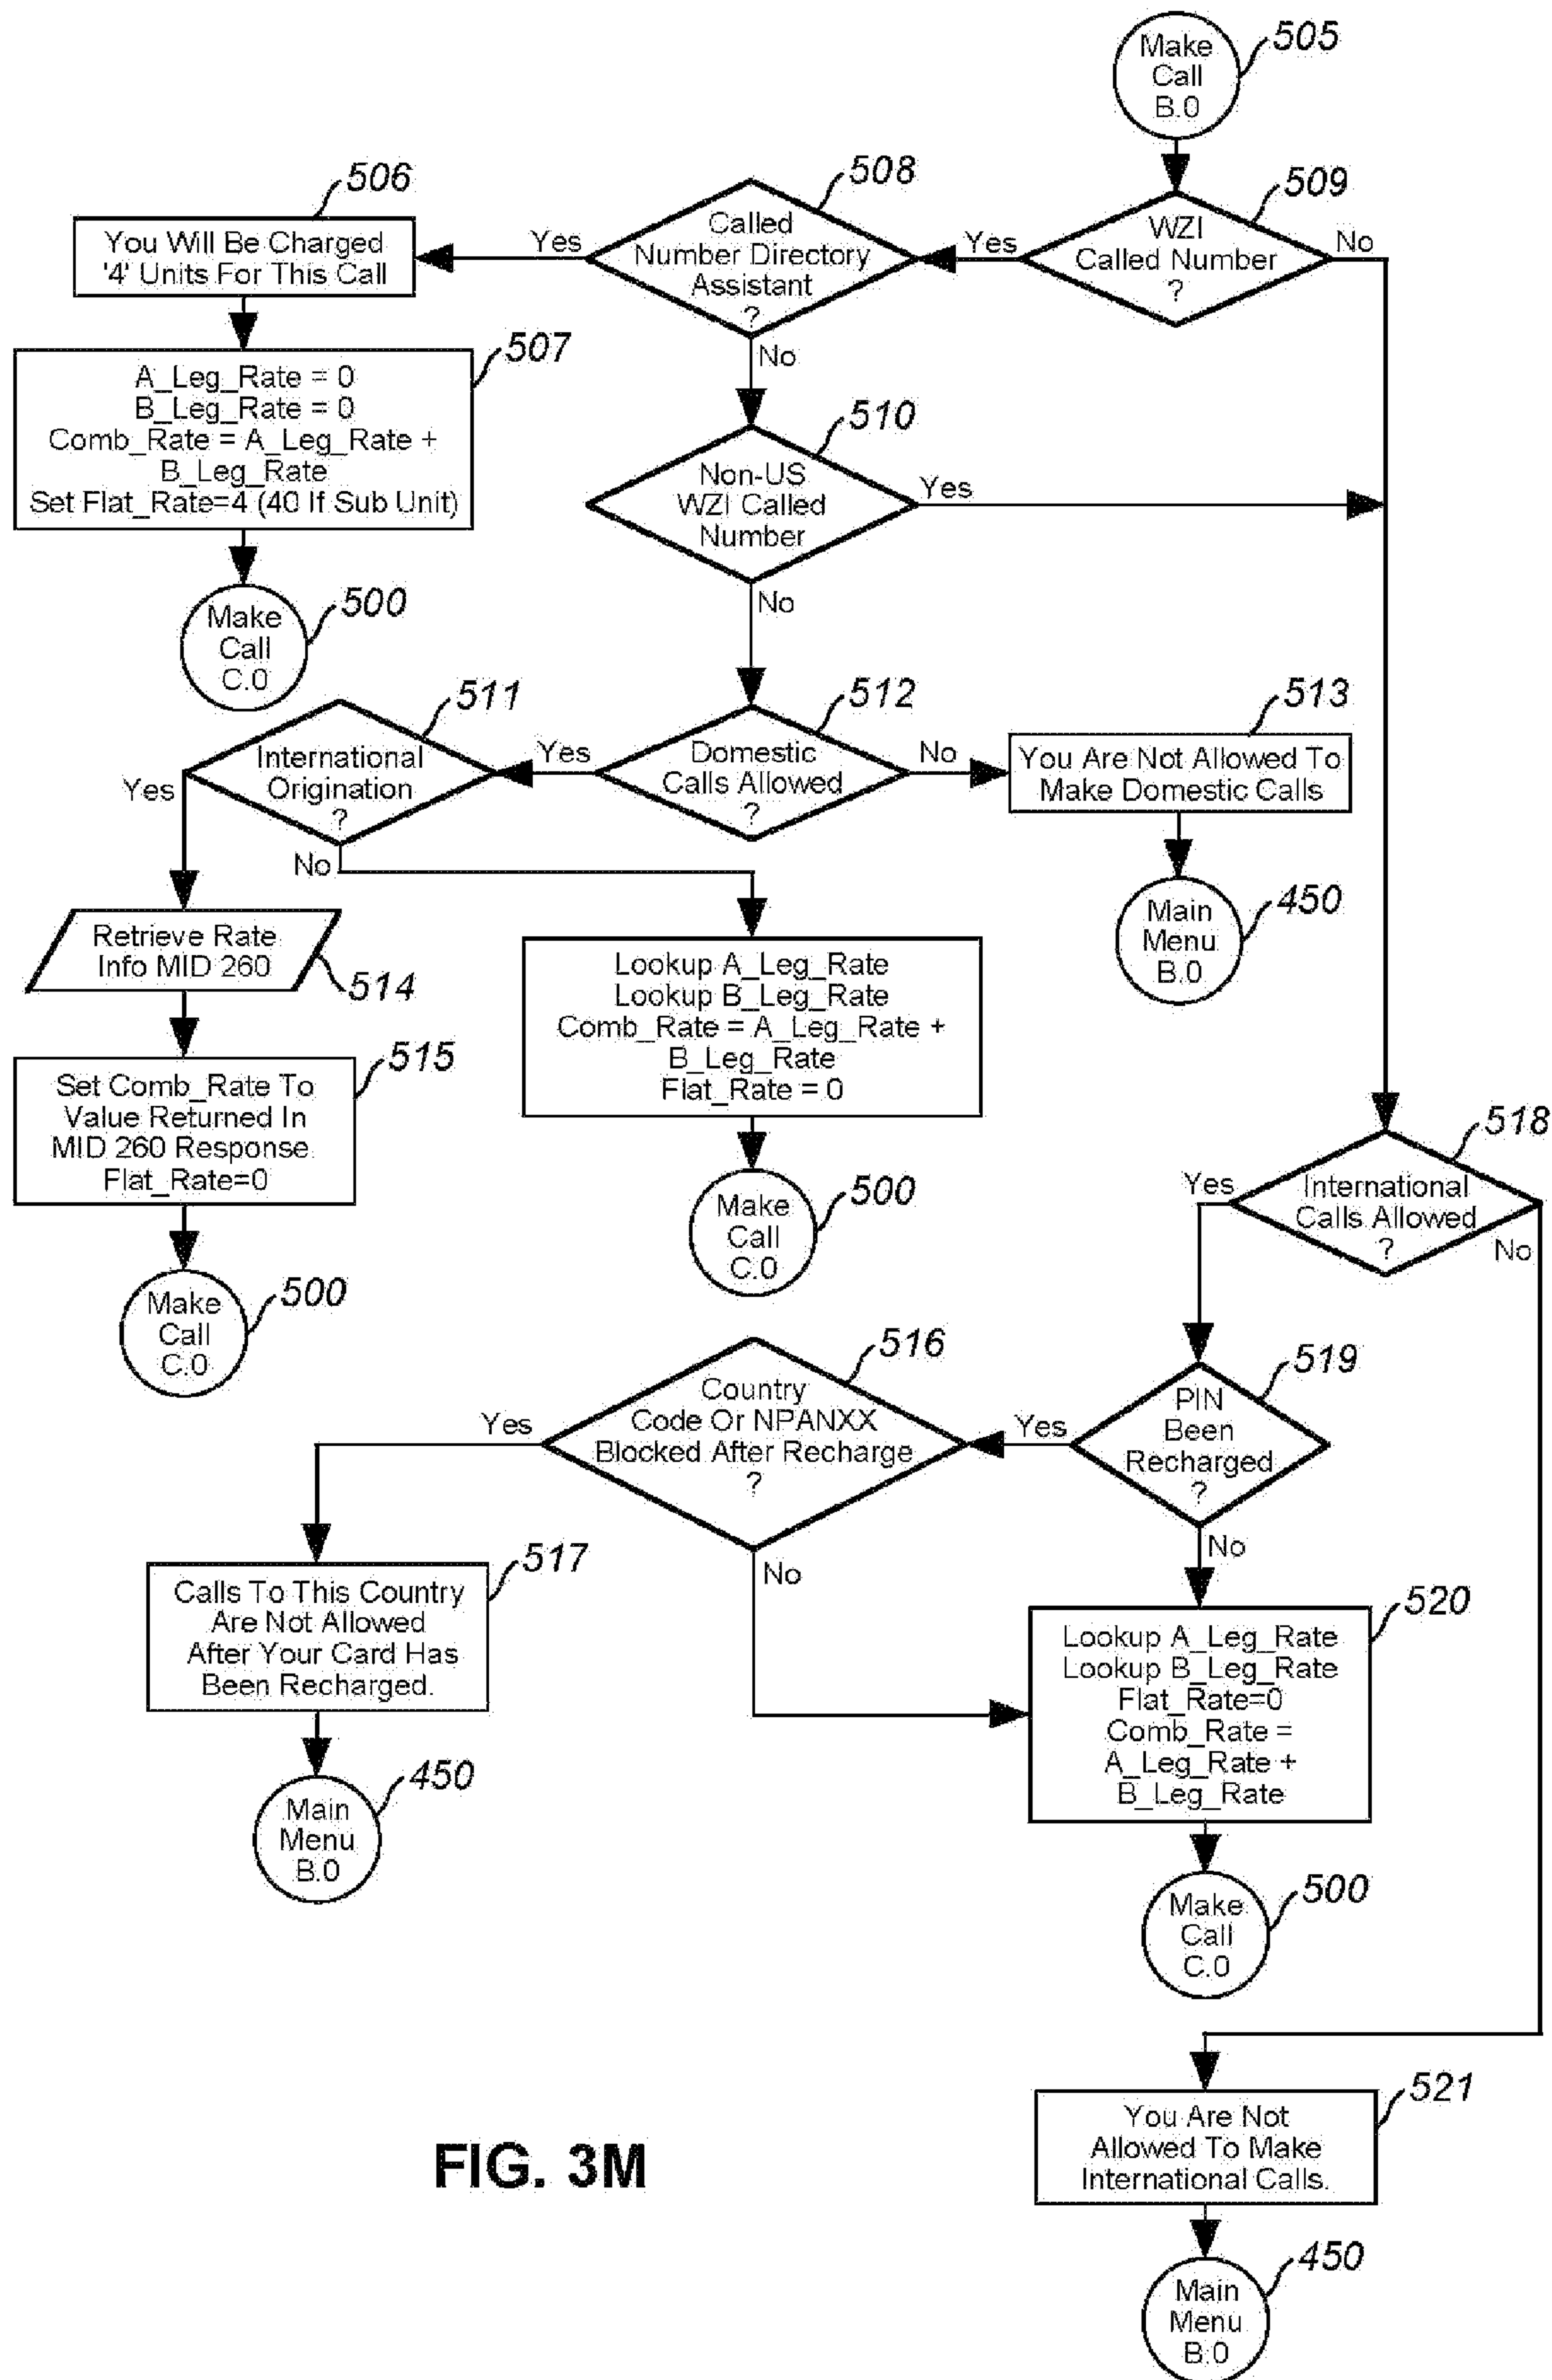 Make
Call
B.0
505
506
508
509
You Will Be Charged
'4' Units For This Call
Yes
Called
Number Directory
Assistant
?
Yes
WZI
Called Number
?
No
507
A_Leg_Rate = 0
B_Leg_Rate = 0
Comb_Rate = A_Leg_Rate +
B_Leg_Rate
Set Flat_Rate=4 (40 If Sub Unit)
No
510
Non-US
WZI Called
Number
Yes
No
Make
Call
C.0
500
511
512
513
International
Origination
?
Yes
Yes
Domestic
Calls Allowed
?
No
You Are Not Allowed To
Make Domestic Calls
No
Main
Menu
B.0
450
Retrieve Rate
Info MID 260
514
Lookup A_Leg_Rate
Lookup B_Leg_Rate
Comb_Rate = A_Leg_Rate +
B_Leg_Rate
Flat_Rate = 0
Set Comb_Rate To
Value Returned In
MID 260 Response.
Flat_Rate=0
515
518
International
Calls Allowed
?
Yes
No
Make
Call
C.0
500
Make
Call
C.0
500
516
Country
Code Or NPANXX
Blocked After Recharge
?
Yes
No
519
PIN
Been
Recharged
?
Yes
No
517
Calls To This Country
Are Not Allowed
After Your Card Has
Been Recharged.
520
Lookup A_Leg_Rate
Lookup B_Leg_Rate
Flat_Rate=0
Comb_Rate =
A_Leg_Rate +
B_Leg_Rate
Main
Menu
B.0
450
Make
Call
C.0
500
521
You Are Not
Allowed To Make
International Calls.
FIG. 3M
Main
Menu
B.0
450